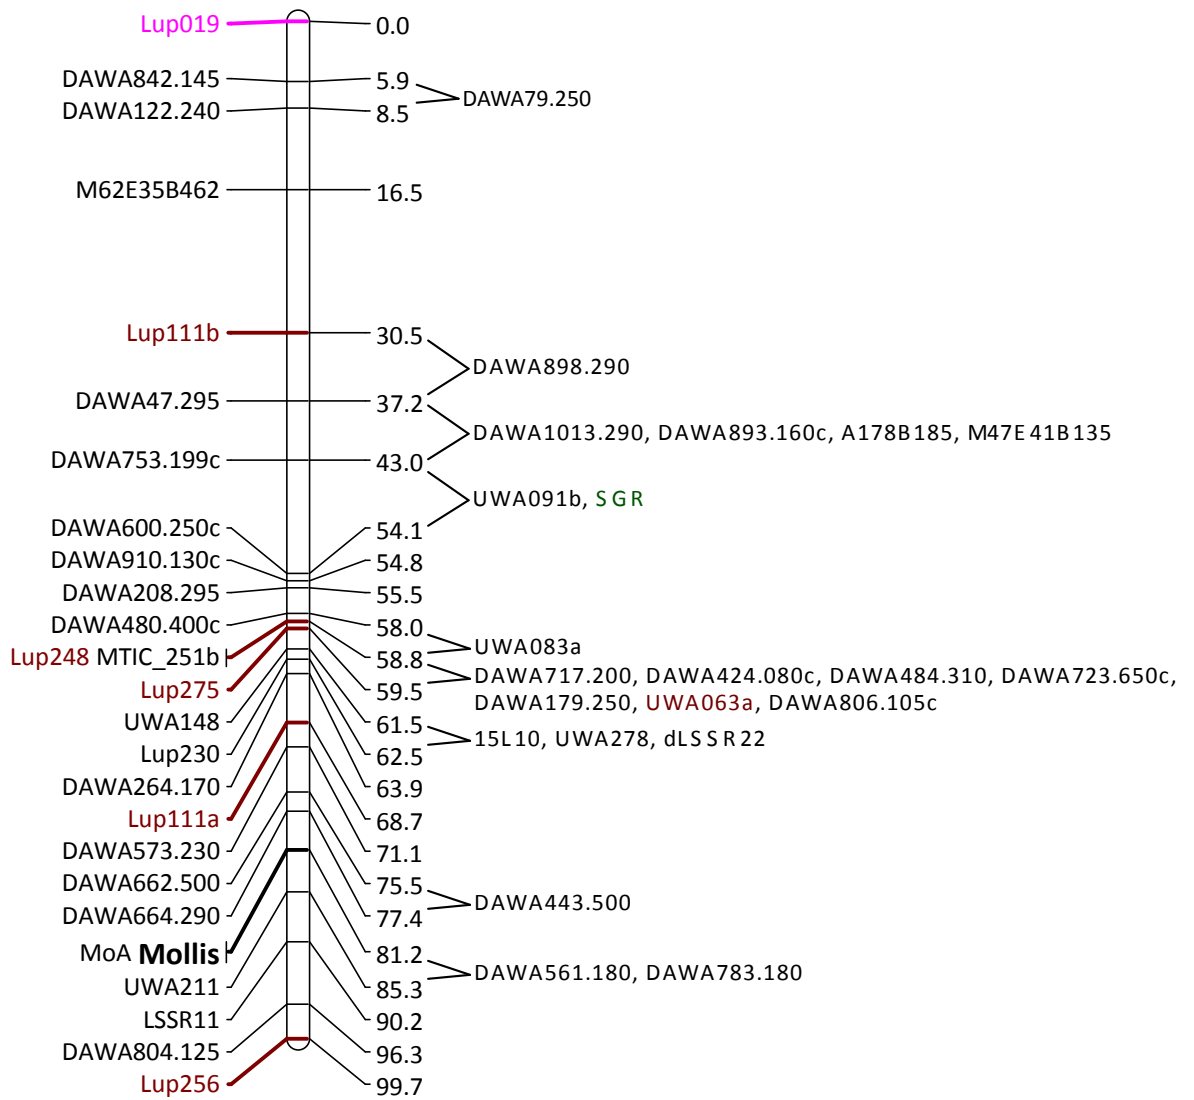 Lup019 0.0
DAWA842.145 5.9
DAWA79.250
DAWA122.240 8.5
M62E35B462 16.5
Lup111b 30.5
DAWA898.290
DAWA47.295 37.2
DAWA1013.290, DAWA893.160c, A178B185, M47E41B135
DAWA753.199c 43.0
UWA091b, SGR
DAWA600.250c 54.1
DAWA910.130c 54.8
DAWA208.295 55.5
DAWA480.400c 58.0
UWA083a
Lup248 MTIC_251b 58.8
DAWA717.200, DAWA424.080c, DAWA484.310, DAWA723.650c,
Lup275 59.5
DAWA179.250, UWA063a, DAWA806.105c
UWA148 61.5
15L10, UWA278, dLSSR22
Lup230 62.5
DAWA264.170 63.9
Lup111a 68.7
DAWA573.230 71.1
DAWA662.500 75.5
DAWA443.500
DAWA664.290 77.4
MoA Mollis 81.2
DAWA561.180, DAWA783.180
UWA211 85.3
LSSR11 90.2
DAWA804.125 96.3
Lup256 99.7